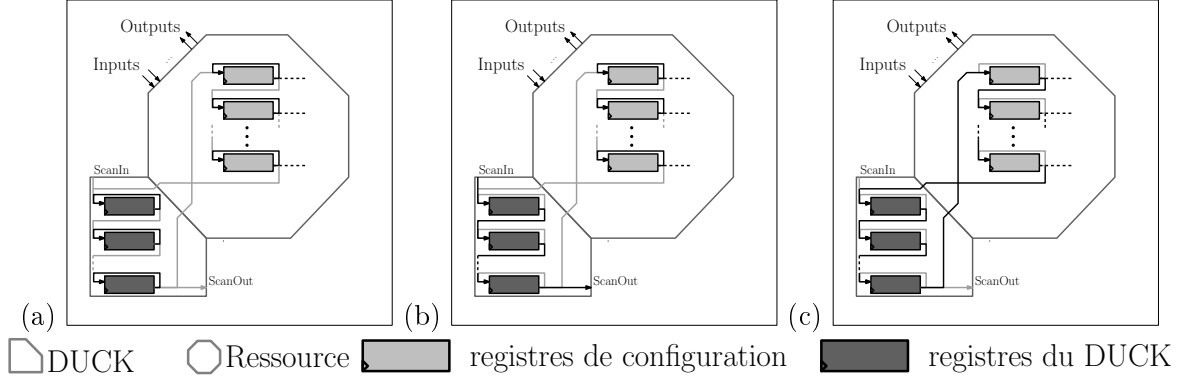 Outputs
Inputs
ScanIn
ScanOut
(a)
Outputs
Inputs
ScanIn
ScanOut
(b)
Outputs
Inputs
ScanIn
ScanOut
(c)
DUCK
Ressource
registres de configuration
registres du DUCK